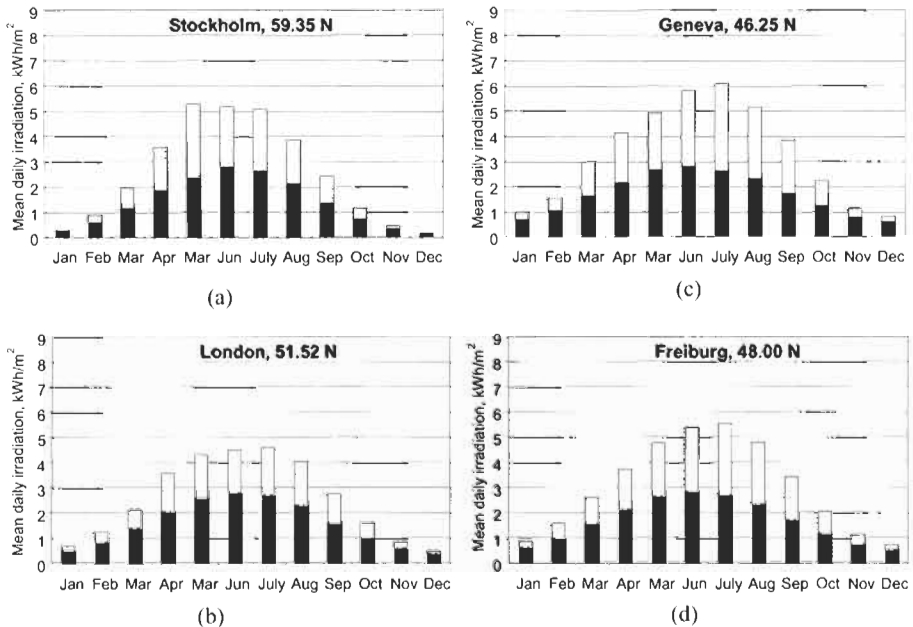 Stockholm, 59.35 N
Mean daily irradiation, kWh/m²
9
8
7
6
5
4
3
2
1
0
Jan Feb Mar Apr Mar Jun July Aug Sep Oct Nov Dec
(a)
Geneva, 46.25 N
Mean daily irradiation, kWh/m²
9
8
7
6
5
4
3
2
1
0
Jan Feb Mar Apr Mar Jun July Aug Sep Oct Nov Dec
(c)
London, 51.52 N
Mean daily irradiation, kWh/m²
9
8
7
6
5
4
3
2
1
0
Jan Feb Mar Apr Mar Jun July Aug Sep Oct Nov Dec
(b)
Freiburg, 48.00 N
Mean daily irradiation, kWh/m²
9
8
7
6
5
4
3
2
1
0
Jan Feb Mar Apr Mar Jun July Aug Sep Oct Nov Dec
(d)